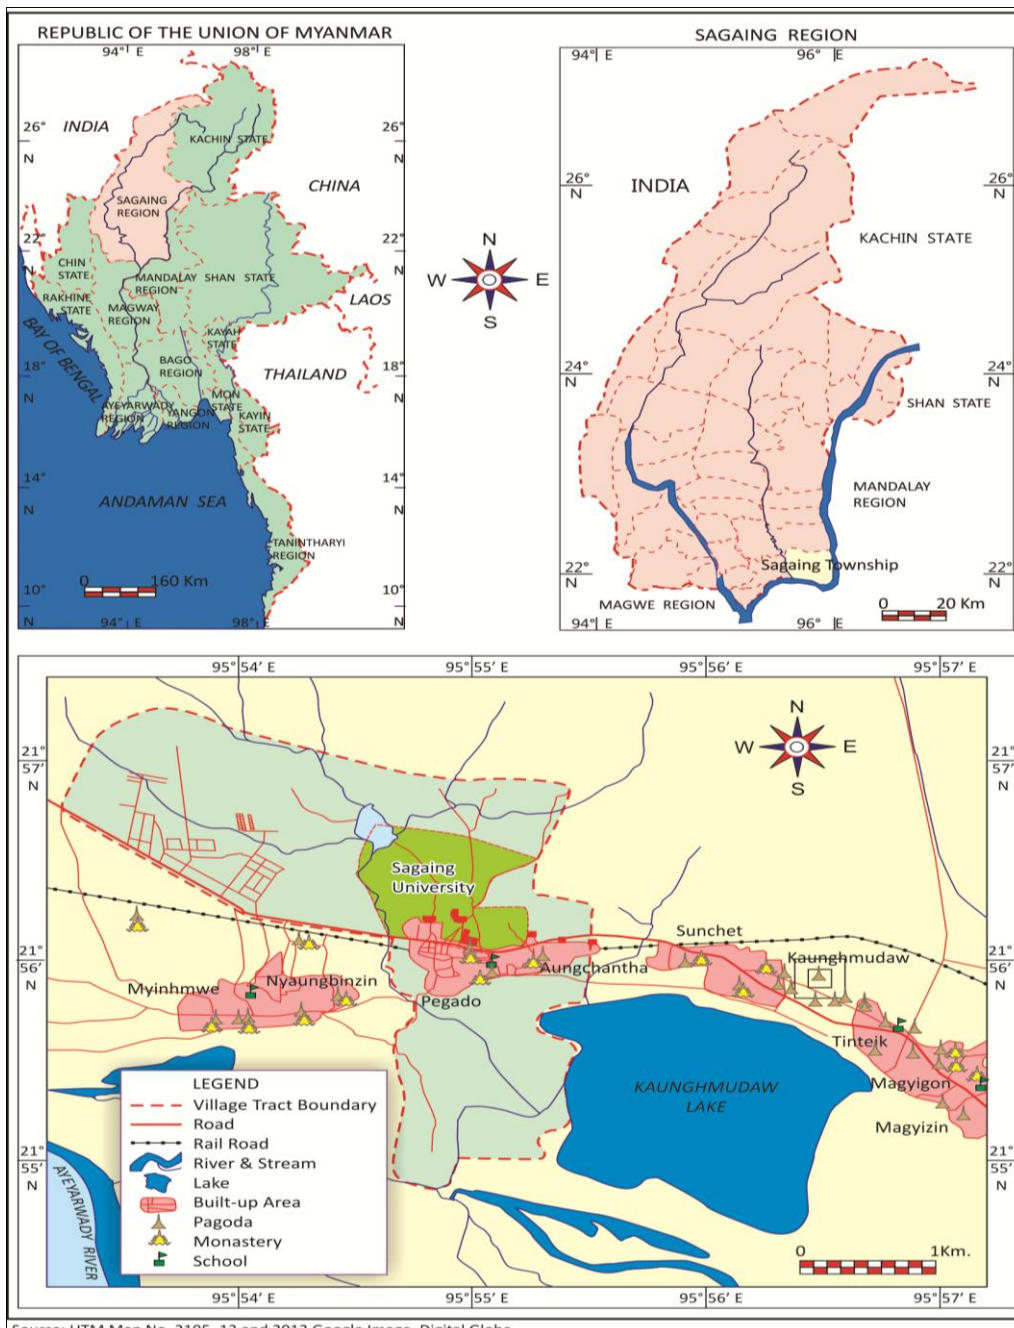 REPUBLIC OF THE UNION OF MYANMAR
94° E
98° E
INDIA
26°
N
26°
N
KACHIN STATE
CHINA
SAGAING
REGION
22°
N
22°
N
CHIN
STATE
MANDALAY
REGION
SHAN STATE
LAOS
RAKHINE
STATE
MAGWAY
REGION
KAYAH
STATE
BAY OF BENGAL
BAGO
REGION
THAILAND
18°
N
18°
N
AYEYARWADY
REGION
YANGON
REGION
MON
STATE
KAYIN
STATE
14°
N
14°
N
ANDAMAN SEA
TANINTHARYI
REGION
0 160 Km
10°
N
10°
N
94° E
98° E
N
W E
S
SAGAING REGION
94° E
96° E
26°
N
26°
N
INDIA
KACHIN STATE
24°
N
24°
N
SHAN STATE
MANDALAY
REGION
Sagaing Township
22°
N
22°
N
MAGWE REGION
0 20 Km
94° E
96° E
95° 54′ E
95° 55′ E
95° 56′ E
95° 57′ E
N
W E
S
21°
57′
N
21°
57′
N
Sagaing
University
Sunchet
21°
56′
N
21°
56′
N
Kaunghmudaw
Aungchantha
Nyaungbinzin
Myinhmwe
Pegado
Tinteik
Magyigon
Magyizin
KAUNGHMUDAW
LAKE
LEGEND
Village Tract Boundary
Road
Rail Road
River & Stream
Lake
Built-up Area
Pagoda
Monastery
School
21°
55′
N
21°
55′
N
AYEYARWADY RIVER
0 1Km.
95° 54′ E
95° 55′ E
95° 56′ E
95° 57′ E